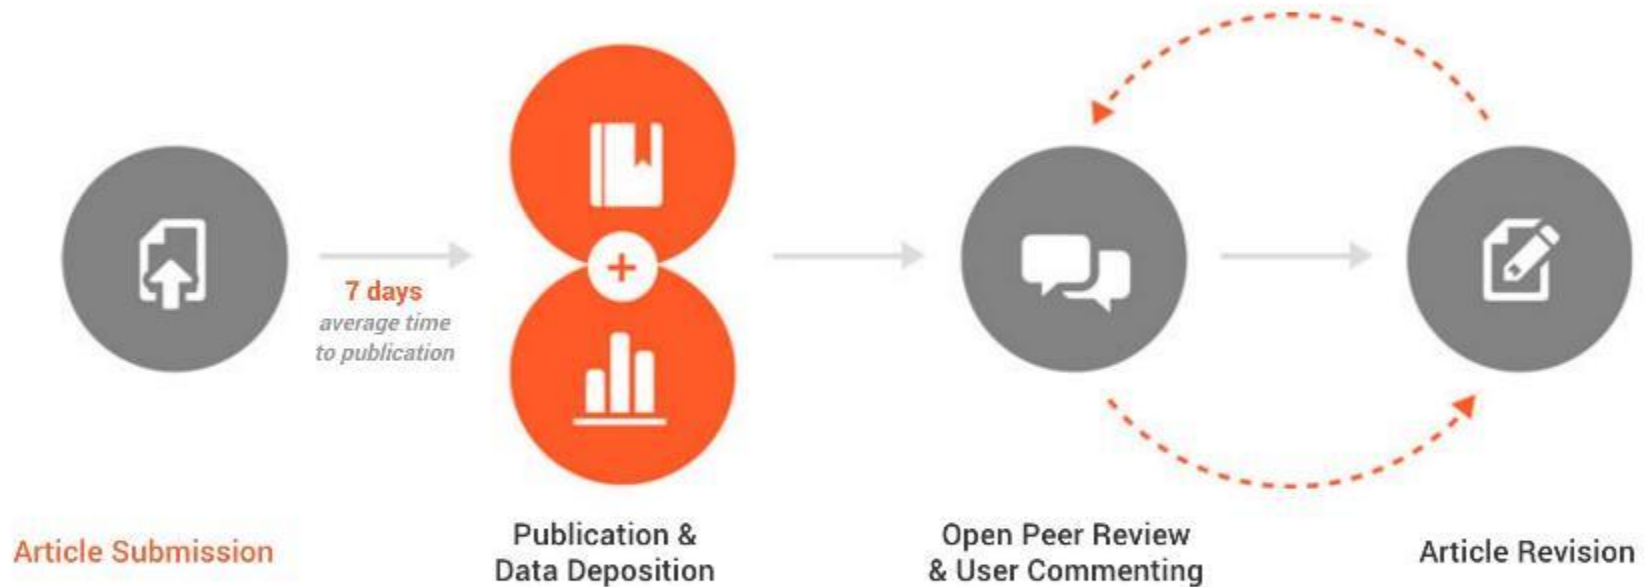 7 days
average time
to publication
Article Submission
Publication &
Data Deposition
Open Peer Review
& User Commenting
Article Revision